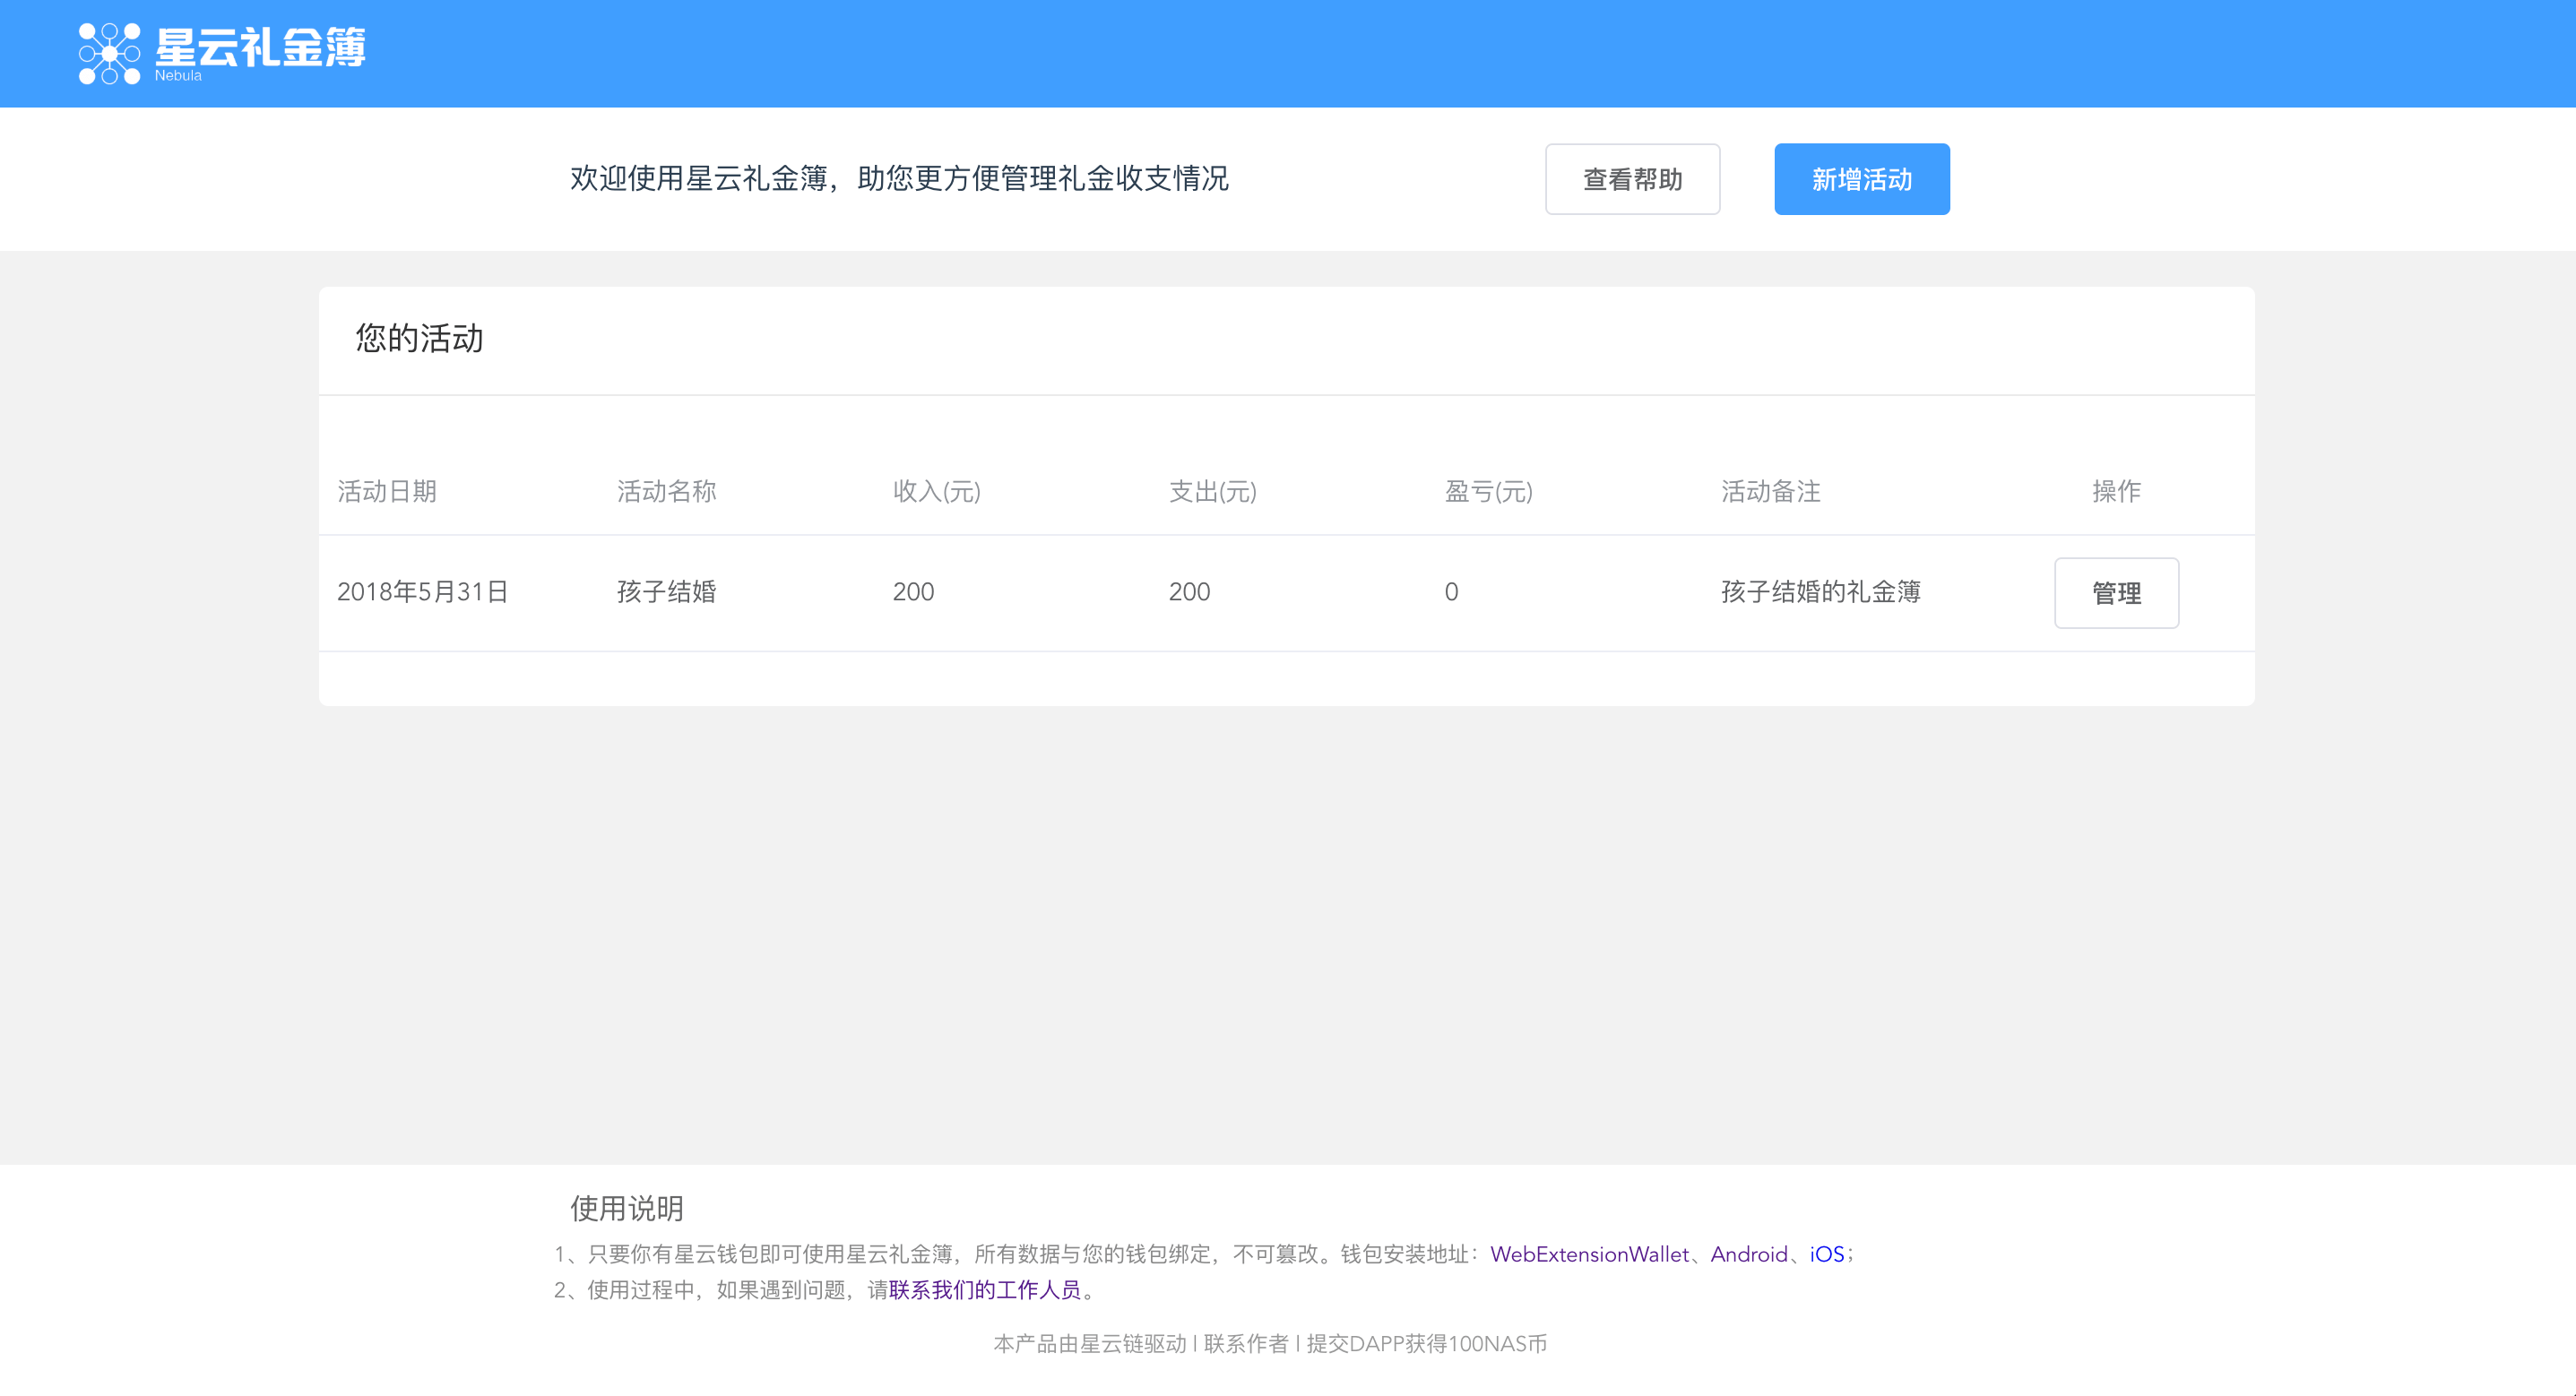 星云礼金簿
Nebula
欢迎使用星云礼金簿，助您更方便管理礼金收支情况 查看帮助 新增活动
您的活动
活动日期 活动名称 收入(元) 支出(元) 盈亏(元) 活动备注 操作
2018年5月31日 孩子结婚 200 200 0 孩子结婚的礼金簿 管理
使用说明
1、只要你有星云钱包即可使用星云礼金簿，所有数据与您的钱包绑定，不可篡改。钱包安装地址：WebExtensionWallet、Android、iOS；
2、使用过程中，如果遇到问题，请联系我们的工作人员。
本产品由星云链驱动 | 联系作者 | 提交DAPP获得100NAS币